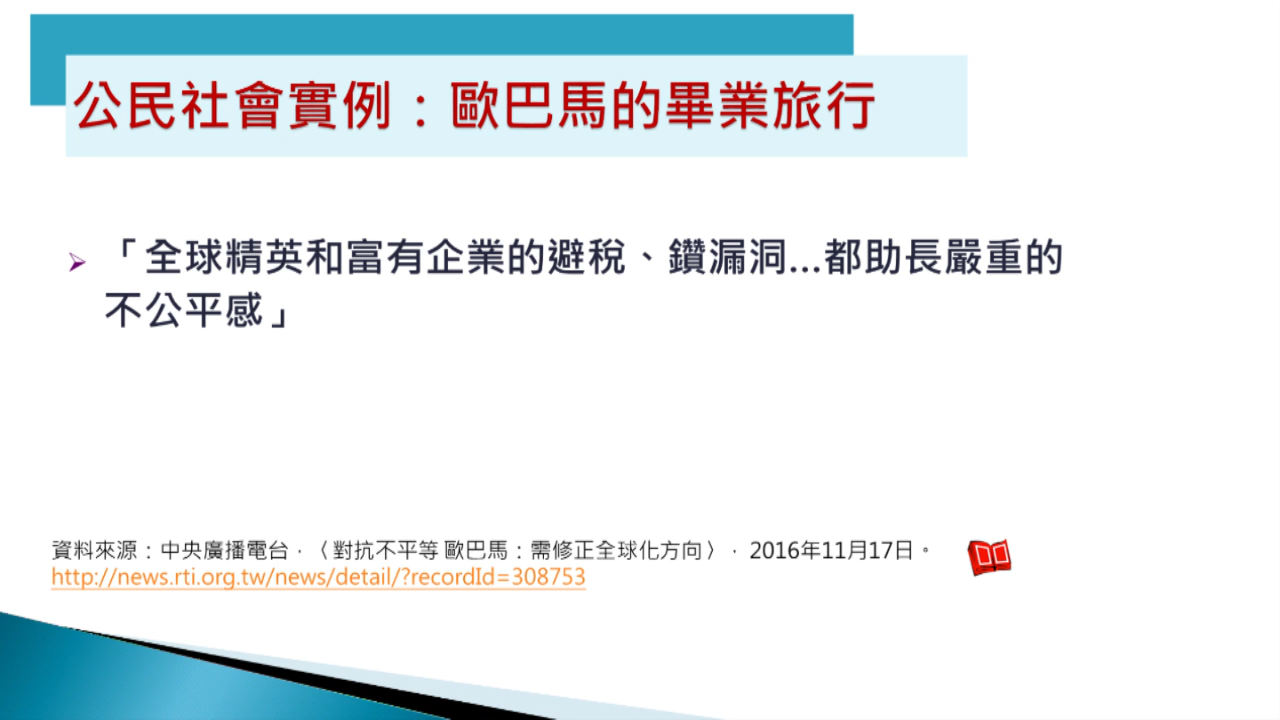 公民社會實例：歐巴馬的畢業旅行
「全球精英和富有企業的避稅、鑽漏洞...都助長嚴重的
不公平感」
資料來源：中央廣播電台，〈對抗不平等 歐巴馬：需修正全球化方向〉， 2016年11月17日。
http://news.rti.org.tw/news/detail/?recordId=308753